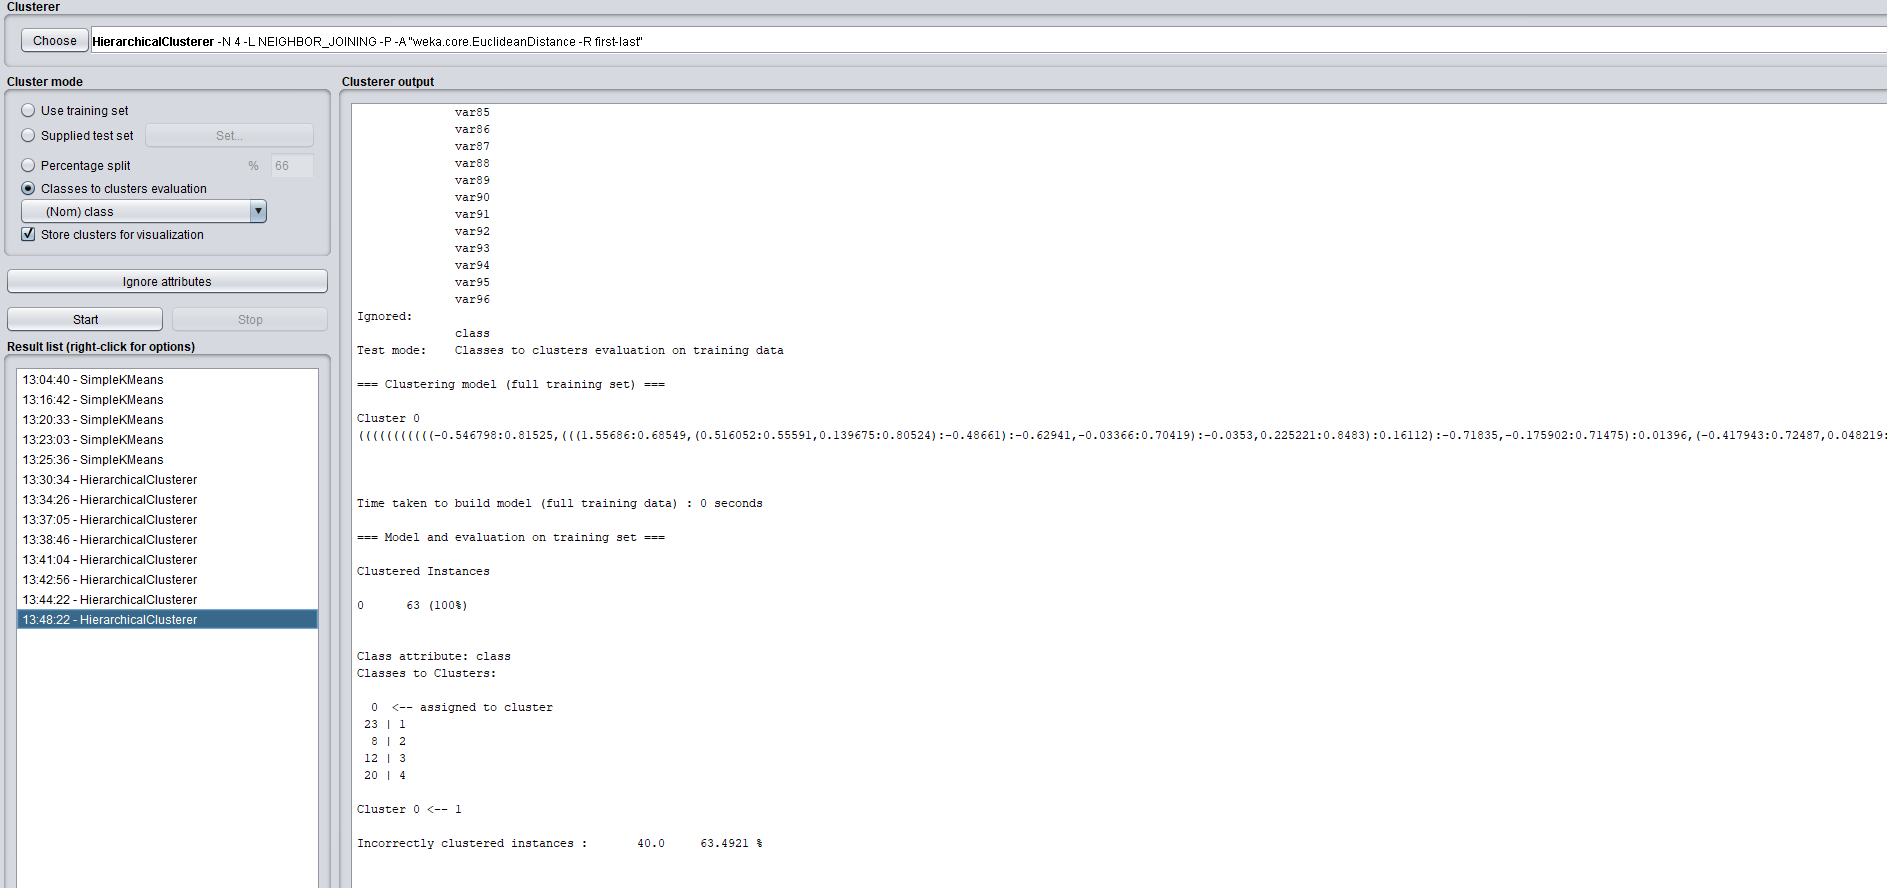 Clusterer
Choose HierarchicalClusterer -N 4 -L NEIGHBOR_JOINING -P -A "weka.core.EuclideanDistance -R first-last"
Cluster mode
Use training set
Supplied test set Set...
Percentage split % 66
Classes to clusters evaluation
(Nom) class
Store clusters for visualization
Ignore attributes
Start Stop
Result list (right-click for options)
13:04:40 - SimpleKMeans
13:16:42 - SimpleKMeans
13:20:33 - SimpleKMeans
13:23:03 - SimpleKMeans
13:25:36 - SimpleKMeans
13:30:34 - HierarchicalClusterer
13:34:26 - HierarchicalClusterer
13:37:05 - HierarchicalClusterer
13:38:46 - HierarchicalClusterer
13:41:04 - HierarchicalClusterer
13:42:56 - HierarchicalClusterer
13:44:22 - HierarchicalClusterer
13:48:22 - HierarchicalClusterer
Clusterer output
var85
var86
var87
var88
var89
var90
var91
var92
var93
var94
var95
var96
Ignored:
class
Test mode: Classes to clusters evaluation on training data
=== Clustering model (full training set) ===
Cluster 0
(((((((((((-0.546798:0.81525,(((1.55686:0.68549,(0.516052:0.55591,0.139675:0.80524):-0.48661):-0.62941,-0.03366:0.70419):-0.0353,0.225221:0.8483):0.16112):-0.71835,-0.175902:0.71475):0.01396,(-0.417943:0.72487,0.048219:
Time taken to build model (full training data) : 0 seconds
=== Model and evaluation on training set ===
Clustered Instances
0 63 (100%)
Class attribute: class
Classes to Clusters:
0 <-- assigned to cluster
23 | 1
8 | 2
12 | 3
20 | 4
Cluster 0 <-- 1
Incorrectly clustered instances : 40.0 63.4921 %